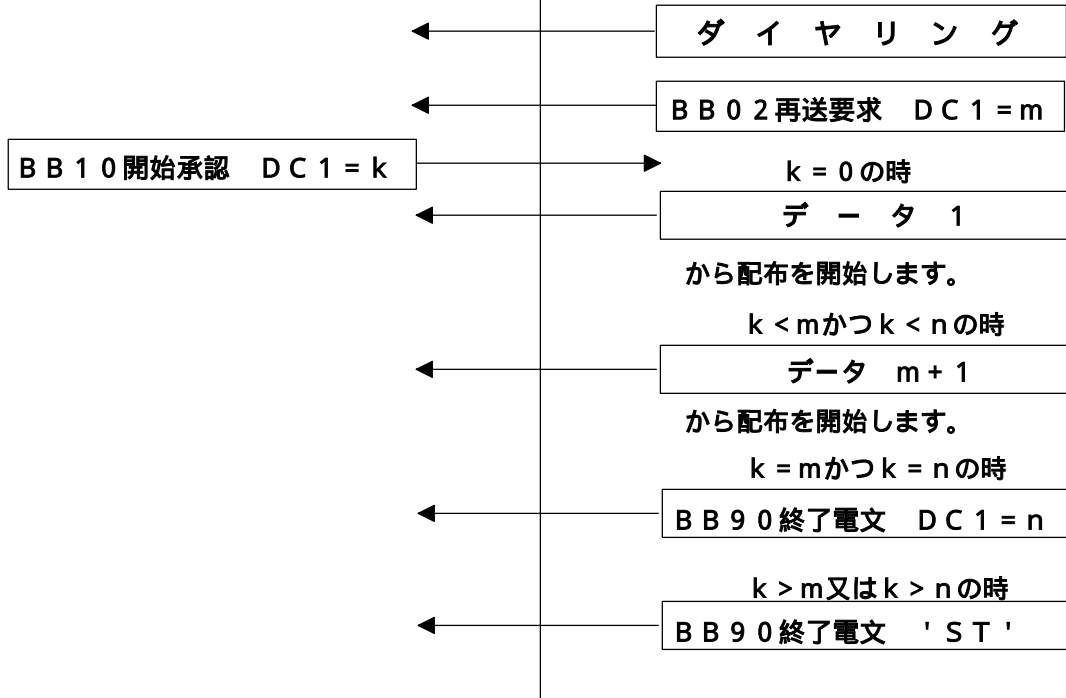 ダ イ ヤ リ ン グ
ＢＢ０２再送要求　ＤＣ１＝ｍ
ＢＢ１０開始承認　ＤＣ１＝ｋ
ｋ＝０の時
デ ー タ １
から配布を開始します。
ｋ＜ｍかつｋ＜ｎの時
データ　ｍ＋１
から配布を開始します。
ｋ＝ｍかつｋ＝ｎの時
ＢＢ９０終了電文　ＤＣ１＝ｎ
ｋ＞ｍ又はｋ＞ｎの時
ＢＢ９０終了電文　'ＳＴ'